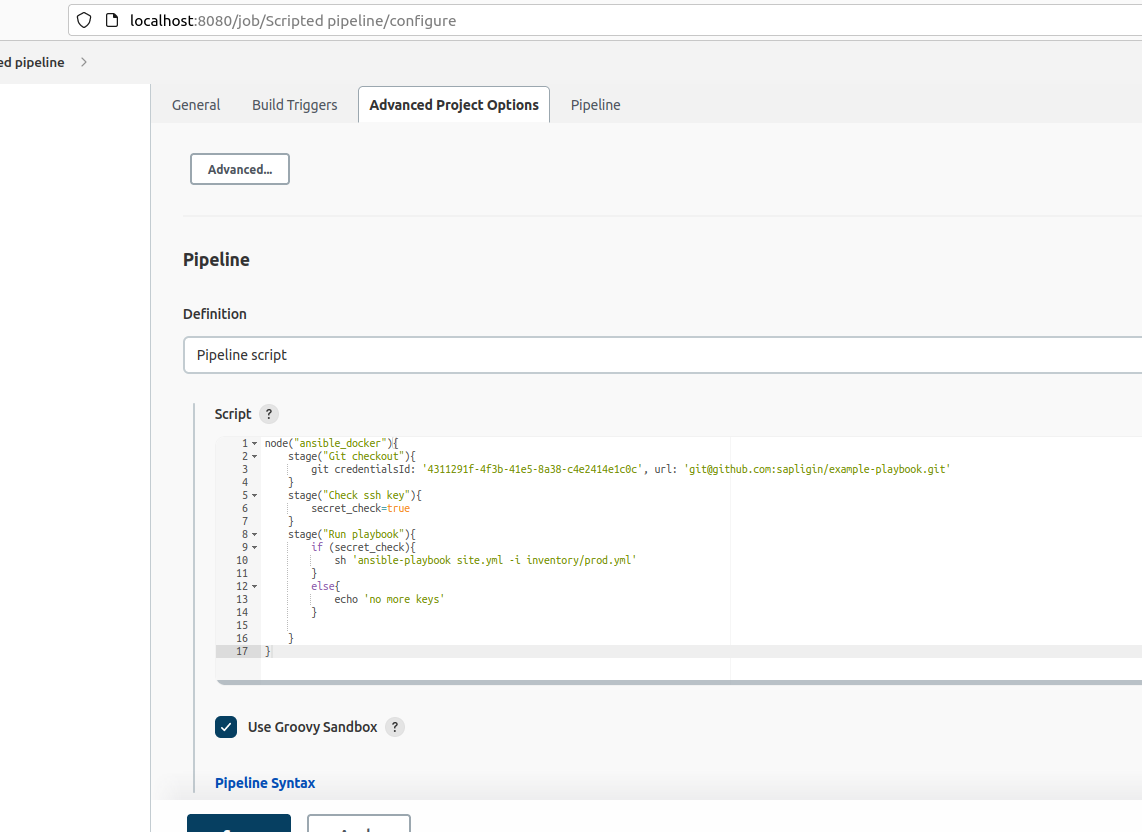 localhost:8080/job/Scripted pipeline/configure
ed pipeline
General Build Triggers Advanced Project Options Pipeline
Advanced...
Pipeline
Definition
Pipeline script
Script ?
1 node("ansible_docker"){
2 stage("Git checkout"){
3 git credentialsId: '4311291f-4f3b-41e5-8a38-c4e2414e1c0c', url: 'git@github.com:sapligin/example-playbook.git'
4 }
5 stage("Check ssh key"){
6 secret_check=true
7 }
8 stage("Run playbook"){
9 if (secret_check){
10 sh 'ansible-playbook site.yml -i inventory/prod.yml'
11 }
12 else{
13 echo 'no more keys'
14 }
15
16 }
17 }
Use Groovy Sandbox ?
Pipeline Syntax